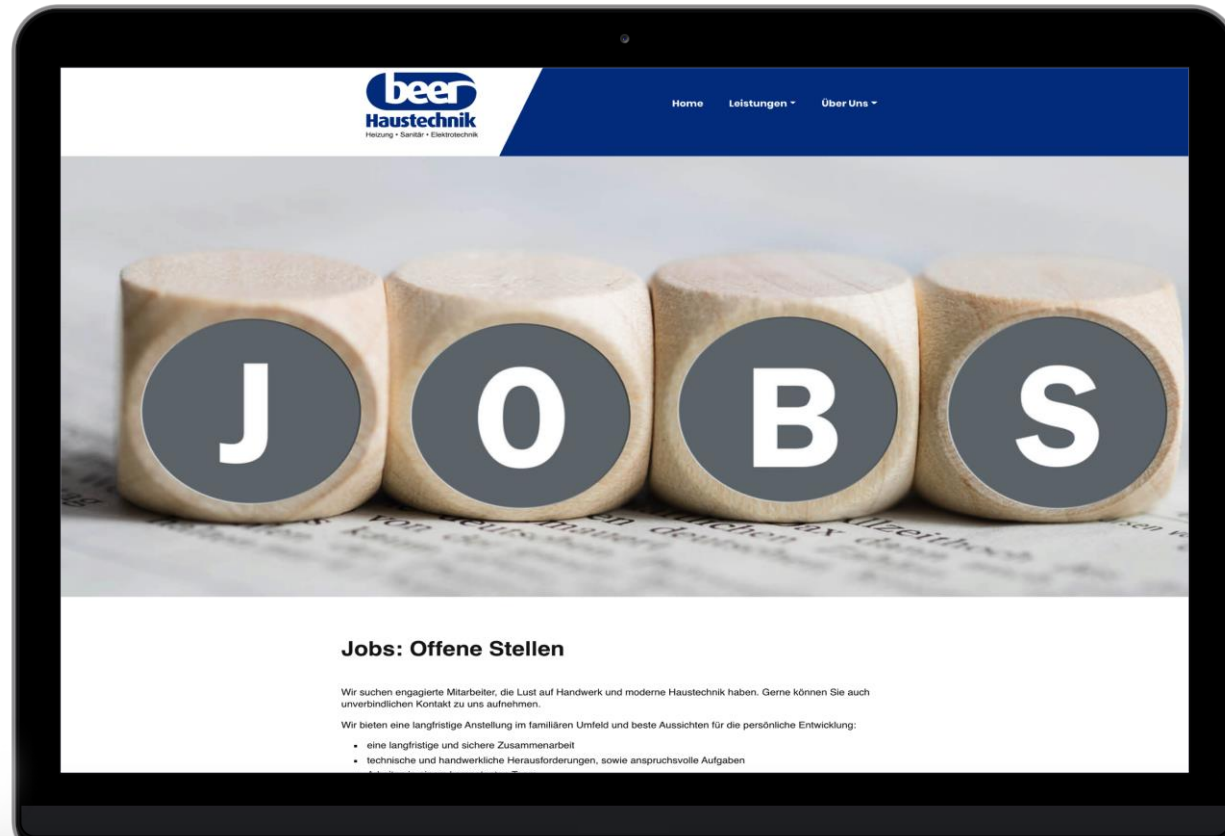 beer
Haustechnik
Heizung • Sanitär • Elektrotechnik
Home Leistungen Über Uns
J O B S
Jobs: Offene Stellen
Wir suchen engagierte Mitarbeiter, die Lust auf Handwerk und moderne Haustechnik haben. Gerne können Sie auch
unverbindlichen Kontakt zu uns aufnehmen.
Wir bieten eine langfristige Anstellung im familiären Umfeld und beste Aussichten für die persönliche Entwicklung:
• eine langfristige und sichere Zusammenarbeit
• technische und handwerkliche Herausforderungen, sowie anspruchsvolle Aufgaben